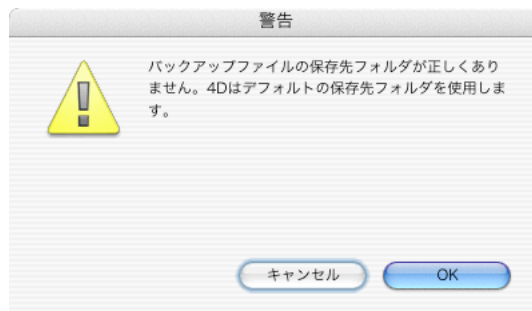 警告
バックアップファイルの保存先フォルダが正しくあり
ません。4Dはデフォルトの保存先フォルダを使用しま
す。
キャンセル
OK